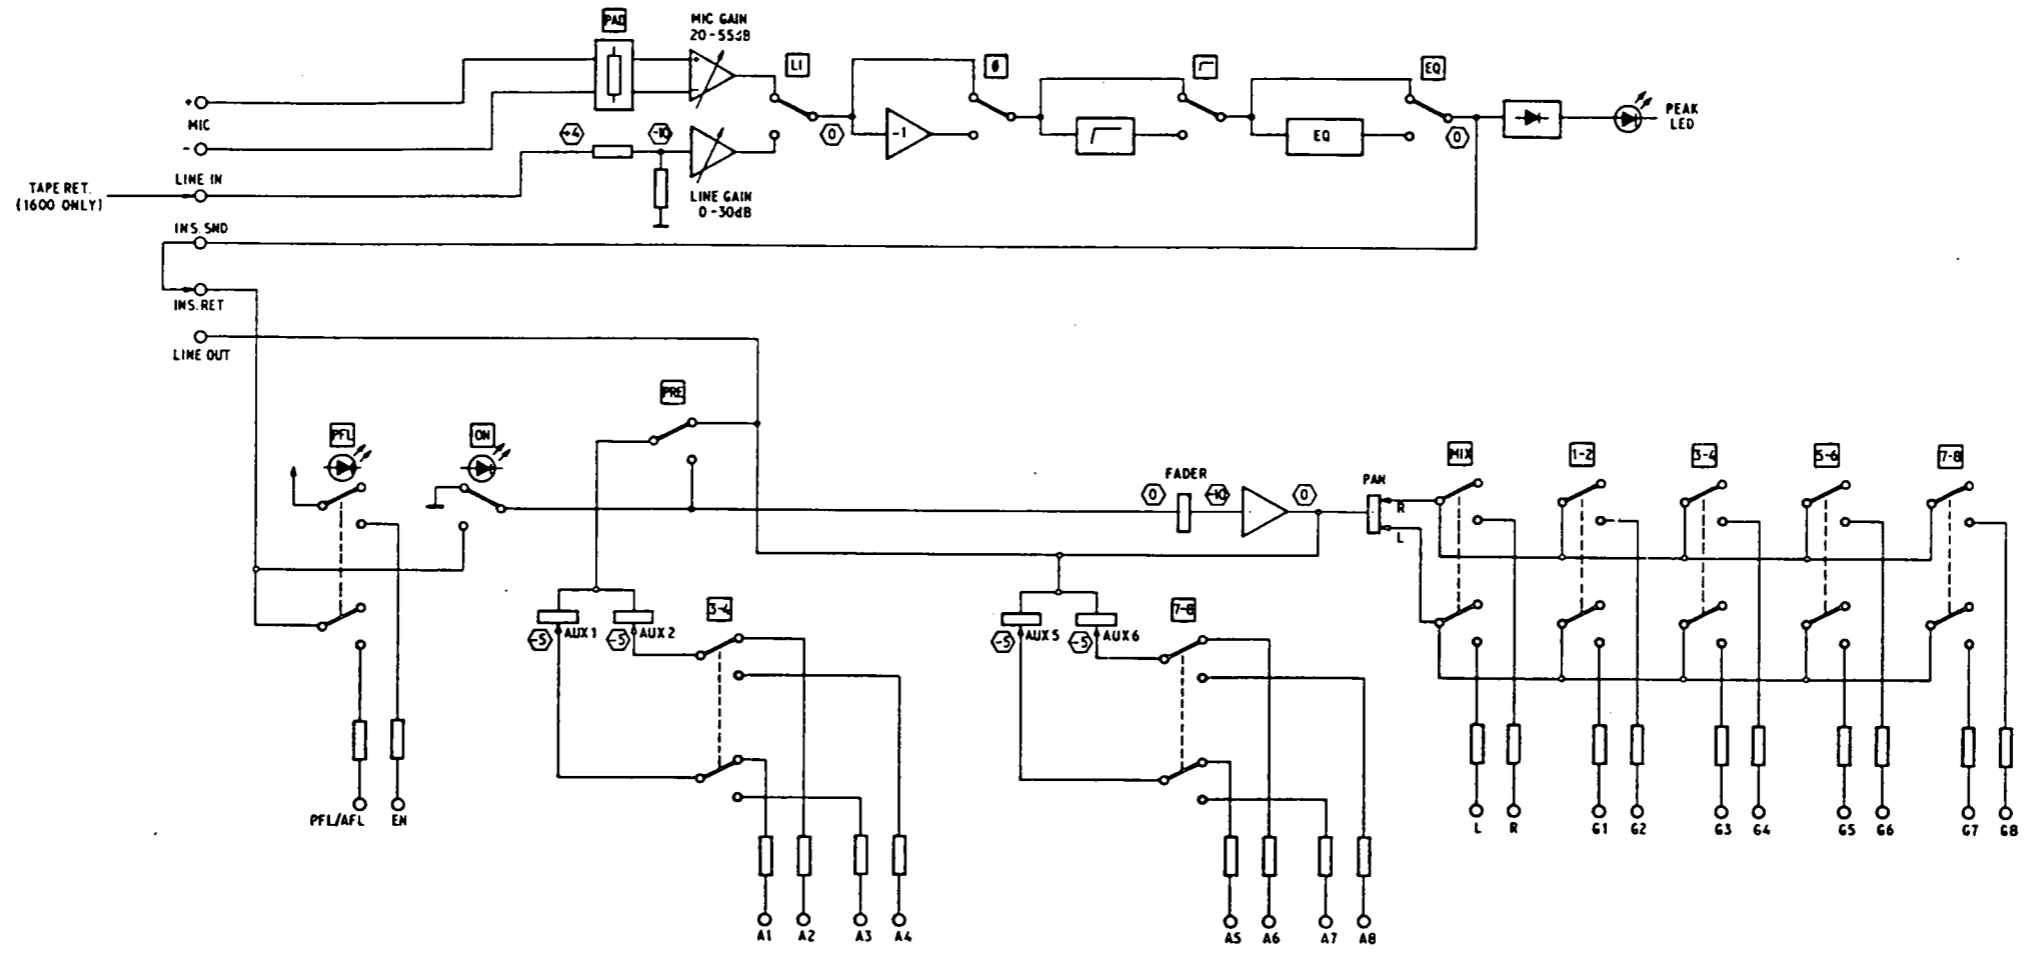 PAD
MIC GAIN
20-55dB
LI
ø
EQ
+
MIC
-
+4
-10
0
-1
EQ
0
PEAK
LED
+
-
LINE IN
TAPE RET.
(1600 ONLY)
LINE GAIN
0-30dB
INS. SND
INS. RET
LINE OUT
PRE
PFL
ON
FADER
0
-10
0
PAN
R
L
MIX
1-2
3-4
5-6
7-8
-5
AUX 1
-5
AUX 2
3-4
-5
AUX 5
-5
AUX 6
7-8
PFL/AFL
EN
L
R
G1
G2
G3
G4
G5
G6
G7
G8
A1
A2
A3
A4
A5
A6
A7
A8